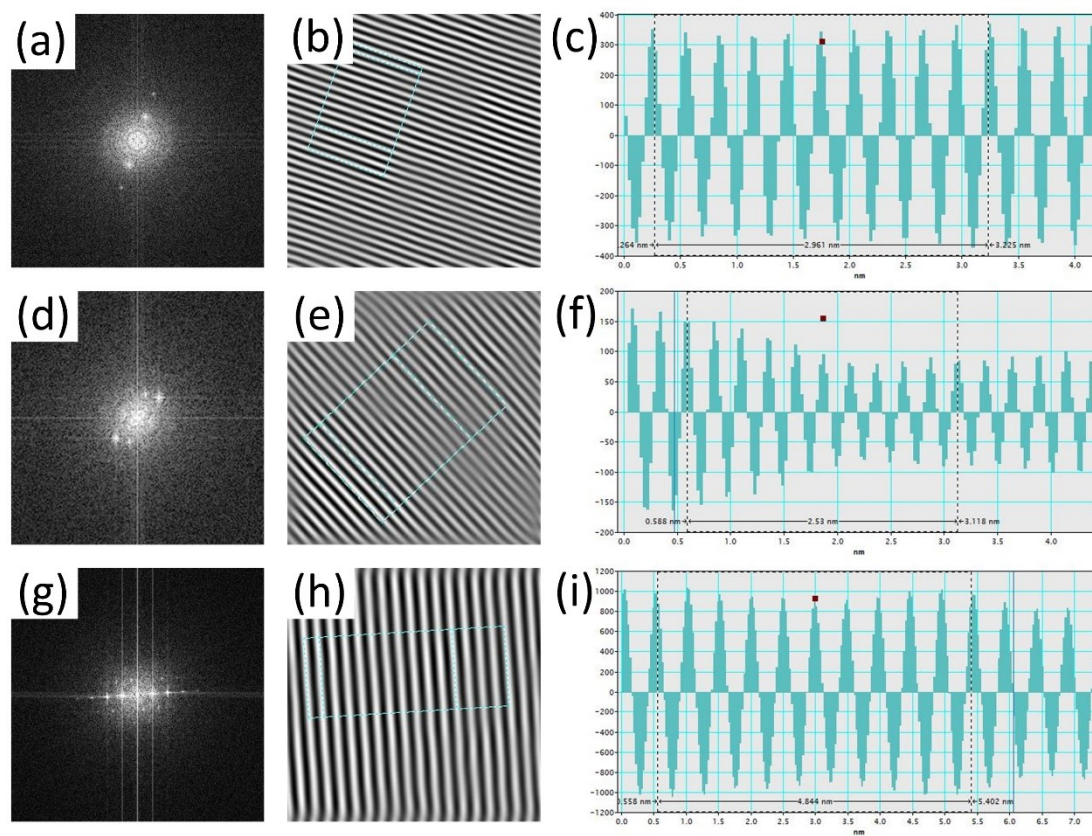 (a)
(b)
(c)
400
300
200
100
0
-100
-200
-300
-400
.264 nm
2.961 nm
3.225 nm
0.0 0.5 1.0 1.5 2.0 2.5 3.0 3.5 4.0
nm
(d)
(e)
(f)
200
150
100
50
0
-50
-100
-150
-200
0.588 nm
2.53 nm
3.118 nm
0.0 0.5 1.0 1.5 2.0 2.5 3.0 3.5 4.0
nm
(g)
(h)
(i)
1200
1000
800
600
400
200
0
-200
-400
-600
-800
-1000
-1200
0.558 nm
4.844 nm
5.402 nm
0.0 0.5 1.0 1.5 2.0 2.5 3.0 3.5 4.0 4.5 5.0 5.5 6.0 6.5 7.0
nm